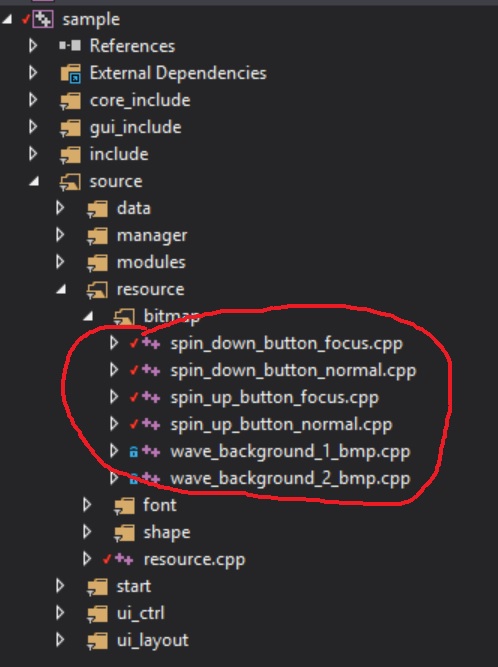 sample
References
External Dependencies
core_include
gui_include
include
source
data
manager
modules
resource
bitmap
spin_down_button_focus.cpp
spin_down_button_normal.cpp
spin_up_button_focus.cpp
spin_up_button_normal.cpp
wave_background_1_bmp.cpp
wave_background_2_bmp.cpp
font
shape
resource.cpp
start
ui_ctrl
ui_layout